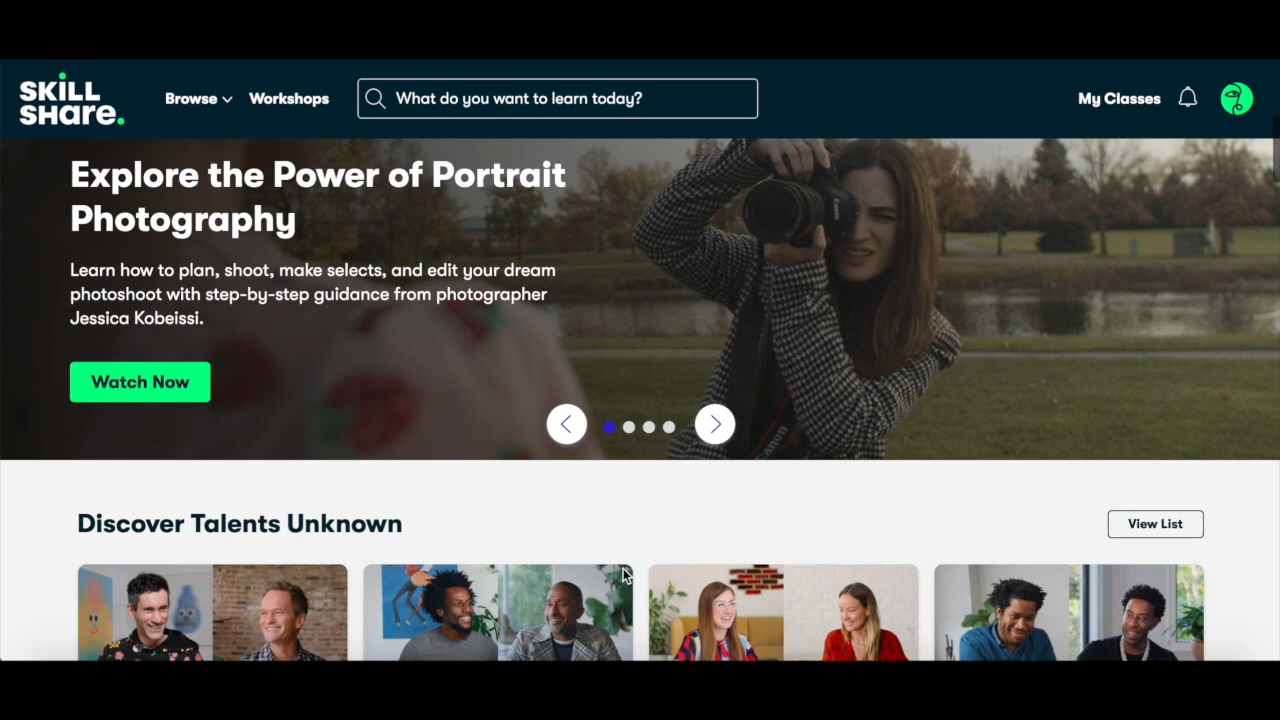 SKILL
SHARE.
Browse
Workshops
What do you want to learn today?
My Classes
Explore the Power of Portrait
Photography
Learn how to plan, shoot, make selects, and edit your dream
photoshoot with step-by-step guidance from photographer
Jessica Kobeissi.
Watch Now
Canon
Canon
Discover Talents Unknown
View List